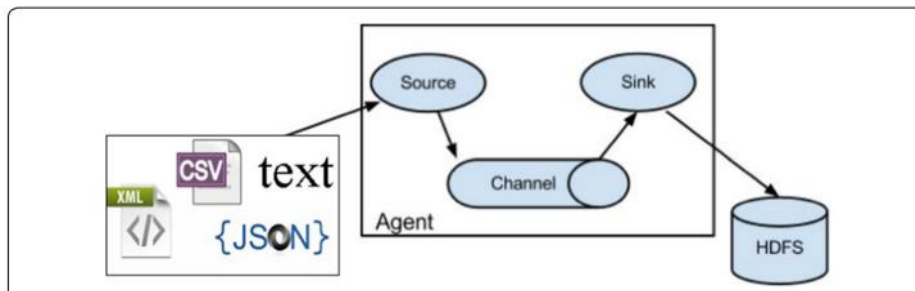 Source
Sink
CSV
text
XML
</>
{JSON}
Channel
Agent
HDFS